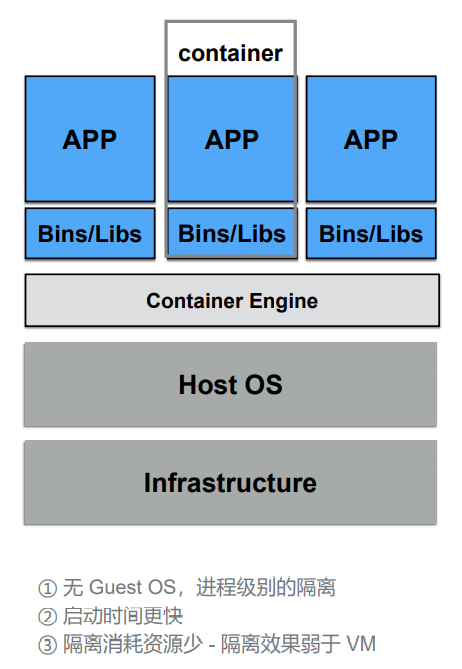 container
APP APP APP
Bins/Libs Bins/Libs Bins/Libs
Container Engine
Host OS
Infrastructure
① 无 Guest OS，进程级别的隔离
② 启动时间更快
③ 隔离消耗资源少 - 隔离效果弱于 VM